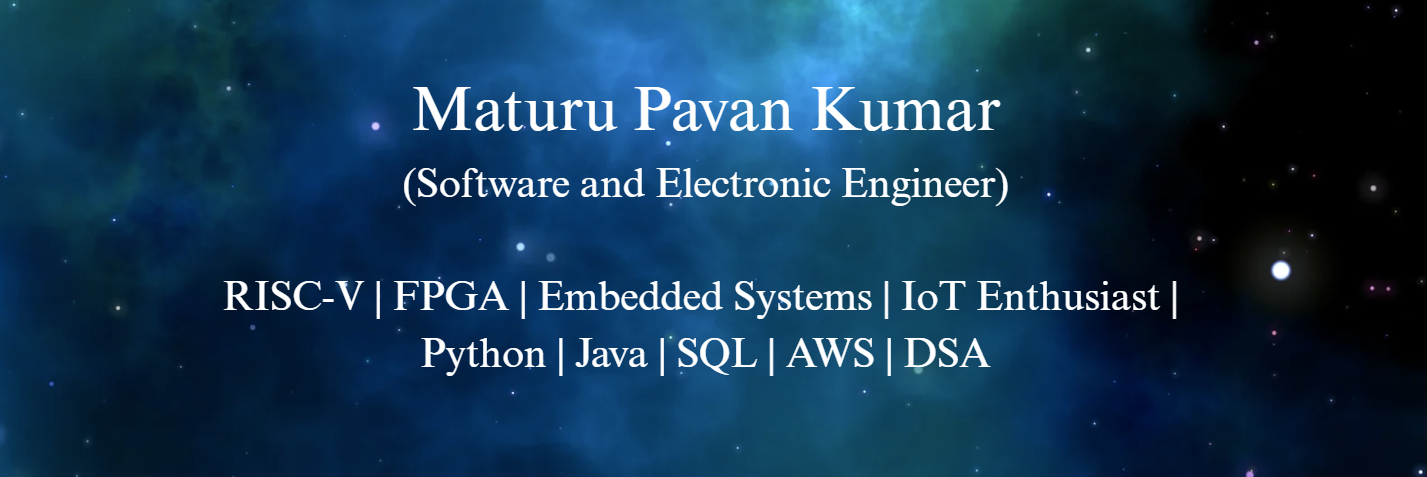 Maturu Pavan Kumar
(Software and Electronic Engineer)
RISC-V | FPGA | Embedded Systems | IoT Enthusiast |
Python | Java | SQL | AWS | DSA